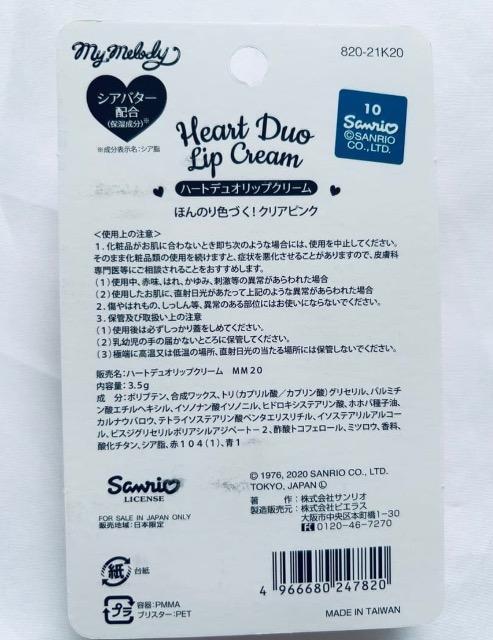 My Melody
820-21K20
シアバター
配合
(保湿成分)※
※成分表示名:シア脂
10
Sanrio
©SANRIO
CO., LTD.
Heart Duo
Lip Cream
ハートデュオリップクリーム
ほんのり色づく!クリアピンク
<使用上の注意>
1.化粧品がお肌に合わないとき即ち次のような場合には、使用を中止してください。
そのまま化粧品類の使用を続けますと、症状を悪化させることがありますので、皮膚科
専門医等にご相談されることをおすすめします。
(1)使用中、赤味、はれ、かゆみ、刺激等の異常があらわれた場合
(2)使用したお肌に、直射日光があたって上記のような異常があらわれた場合
2.傷やはれもの、しっしん等、異常のある部位にはお使いにならないでください。
3.保管及び取扱い上の注意
(1)使用後は必ずしっかり蓋をしめてください。
(2)乳幼児の手の届かないところに保管してください。
(3)極端に高温又は低温の場所、直射日光の当たる場所には保管しないでください。
販売名:ハートデュオリップクリーム MM20
内容量:3.5g
成 分:ポリブテン、合成ワックス、トリ(カプリル酸/カプリン酸)グリセリル、パルミチ
ン酸エチルヘキシル、イソノナン酸イソノニル、ヒドロキシステアリン酸、ホホバ種子油、
カルナウバロウ、テトライソステアリン酸ペンタエリスリチル、イソステアリルアルコー
ル、ビスジグリセリルポリアシルアジペート-2、酢酸トコフェロール、ミツロウ、香料、
酸化チタン、シア脂、赤104(1)、青1
Sanrio
LICENSE
FOR SALE IN JAPAN ONLY
販売地域:日本限定
© 1976, 2020 SANRIO CO., LTD.
TOKYO, JAPAN Ⓛ
著 作:株式会社サンリオ
製造販売元:株式会社ピエラス
大阪市中央区本町橋1-30
0120-46-7270
紙 台紙
プラ 容器:PMMA
ブリスター:PET
4 966680 247820
MADE IN TAIWAN